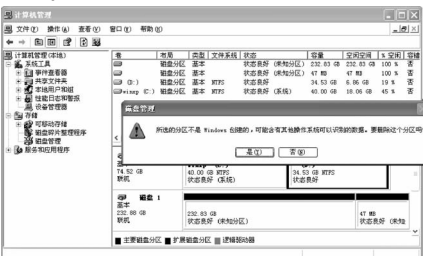 计算机管理
文件(F) 操作(A) 查看(V) 窗口(W) 帮助(H)
计算机管理(本地)
系统工具
事件查看器
共享文件夹
本地用户和组
性能日志和警报
设备管理器
存储
可移动存储
磁盘碎片整理程序
磁盘管理
服务和应用程序
卷 布局 类型 文件系统 状态 容量 空闲空间 % 空闲 容错
磁盘分区 基本 状态良好 (未知分区) 232.83 GB 232.83 GB 100 % 否
磁盘分区 基本 状态良好 (未知分区) 47 MB 47 MB 100 % 否
(D:) 磁盘分区 基本 NTFS 状态良好 34.53 GB 6.86 GB 19 % 否
winxp (C:) 磁盘分区 基本 NTFS 状态良好 (系统) 40.00 GB 18.06 GB 45 % 否
磁盘管理
所选的分区不是 Windows 创建的，可能含有其他操作系统可以识别的数据。要删除这个分区吗
是(Y) 否(N)
74.52 GB
联机
40.00 GB NTFS
状态良好 (系统)
34.53 GB NTFS
状态良好
磁盘 1
基本
232.88 GB
联机
232.83 GB
状态良好 (未知分区)
47 MB
状态良好 (未知
主要磁盘分区 扩展磁盘分区 逻辑驱动器